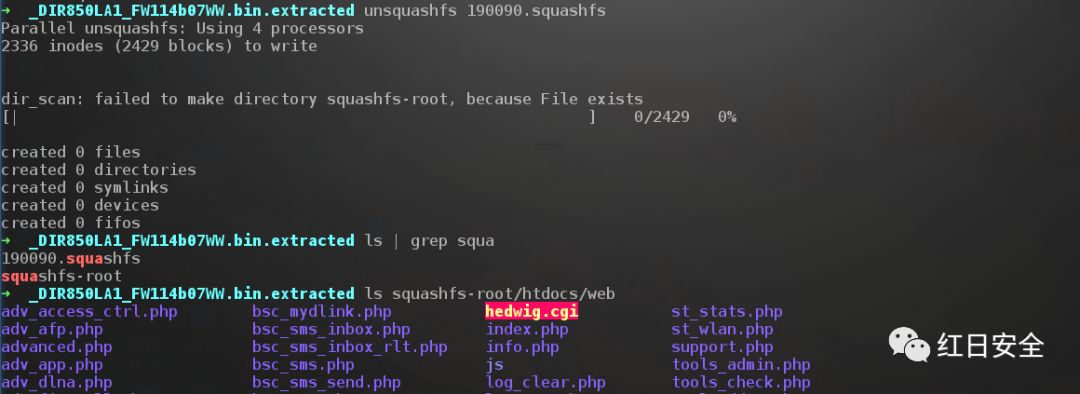 ➜ _DIR850LA1_FW114b07WW.bin.extracted unsquashfs 190090.squashfs
Parallel unsquashfs: Using 4 processors
2336 inodes (2429 blocks) to write
dir_scan: failed to make directory squashfs-root, because File exists
[| ] 0/2429 0%
created 0 files
created 0 directories
created 0 symlinks
created 0 devices
created 0 fifos
➜ _DIR850LA1_FW114b07WW.bin.extracted ls | grep squa
190090.squashfs
squashfs-root
➜ _DIR850LA1_FW114b07WW.bin.extracted ls squashfs-root/htdocs/web
adv_access_ctrl.php bsc_mydlink.php hedwig.cgi st_stats.php
adv_afp.php bsc_sms_inbox.php index.php st_wlan.php
advanced.php bsc_sms_inbox_rlt.php info.php support.php
adv_app.php bsc_sms.php js tools_admin.php
adv_dlna.php bsc_sms_send.php log_clear.php tools_check.php
红日安全